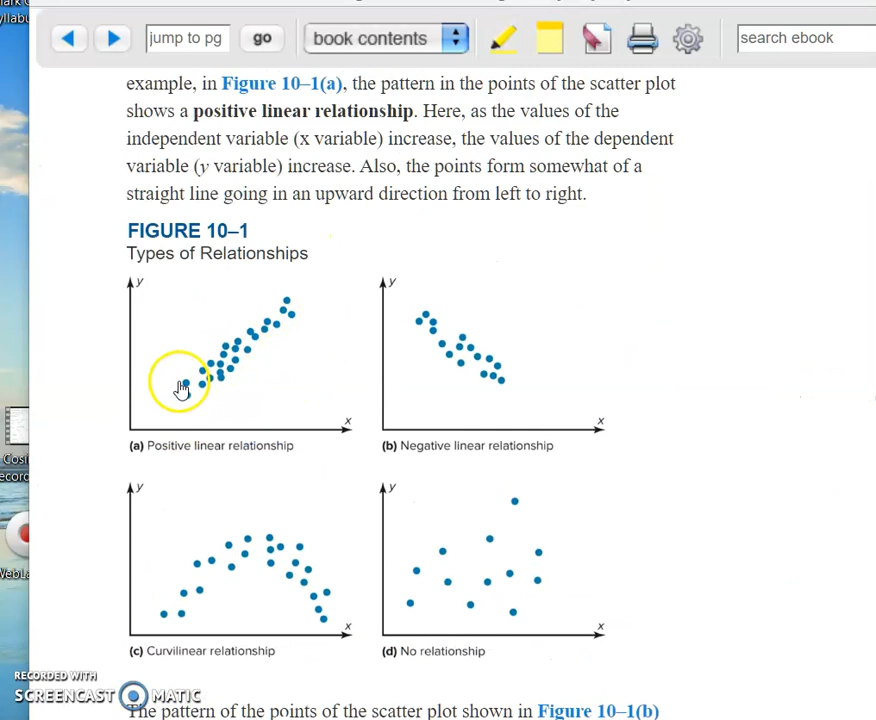 jump to pg
go
book contents
search ebook
example, in Figure 10–1(a), the pattern in the points of the scatter plot
shows a positive linear relationship. Here, as the values of the
independent variable (x variable) increase, the values of the dependent
variable (y variable) increase. Also, the points form somewhat of a
straight line going in an upward direction from left to right.
FIGURE 10–1
Types of Relationships
y
x
(a) Positive linear relationship
y
x
(b) Negative linear relationship
y
x
(c) Curvilinear relationship
y
x
(d) No relationship
RECORDED WITH
SCREENCAST MATIC
The pattern of the points of the scatter plot shown in Figure 10–1(b)